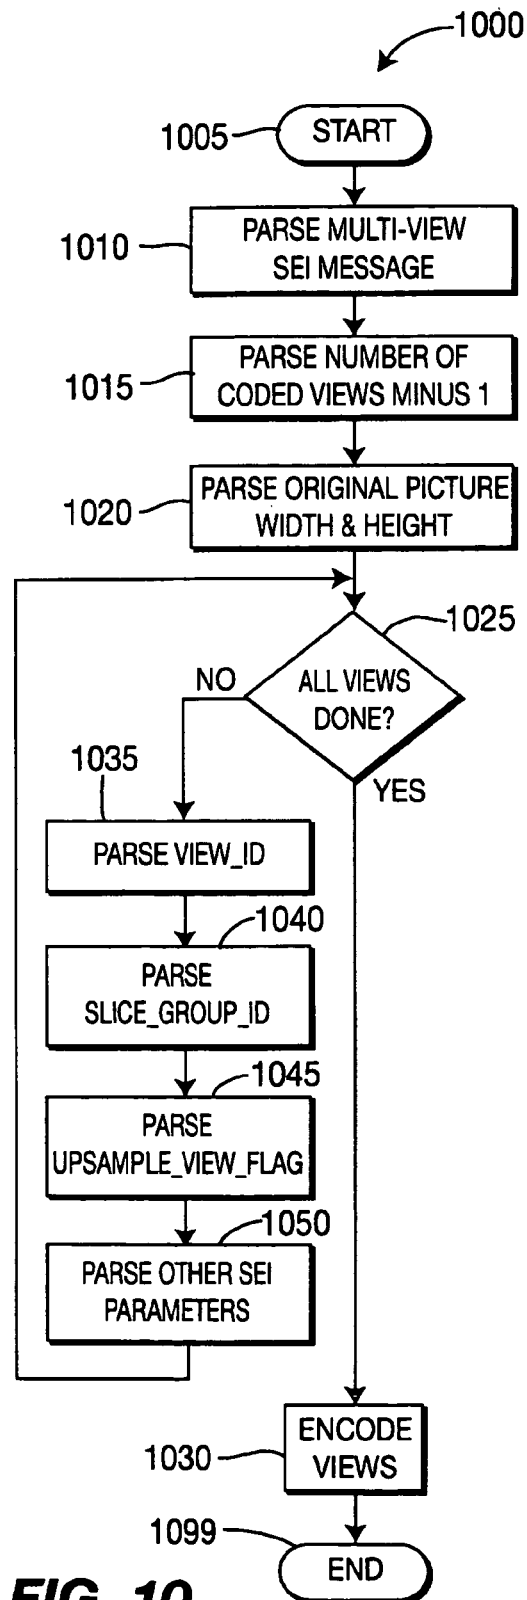 1000
1005
START
1010
PARSE MULTI-VIEW
SEI MESSAGE
1015
PARSE NUMBER OF
CODED VIEWS MINUS 1
1020
PARSE ORIGINAL PICTURE
WIDTH & HEIGHT
1025
ALL VIEWS
DONE?
NO
YES
1035
PARSE VIEW_ID
1040
PARSE
SLICE_GROUP_ID
1045
PARSE
UPSAMPLE_VIEW_FLAG
1050
PARSE OTHER SEI
PARAMETERS
1030
ENCODE
VIEWS
1099
END
FIG. 10